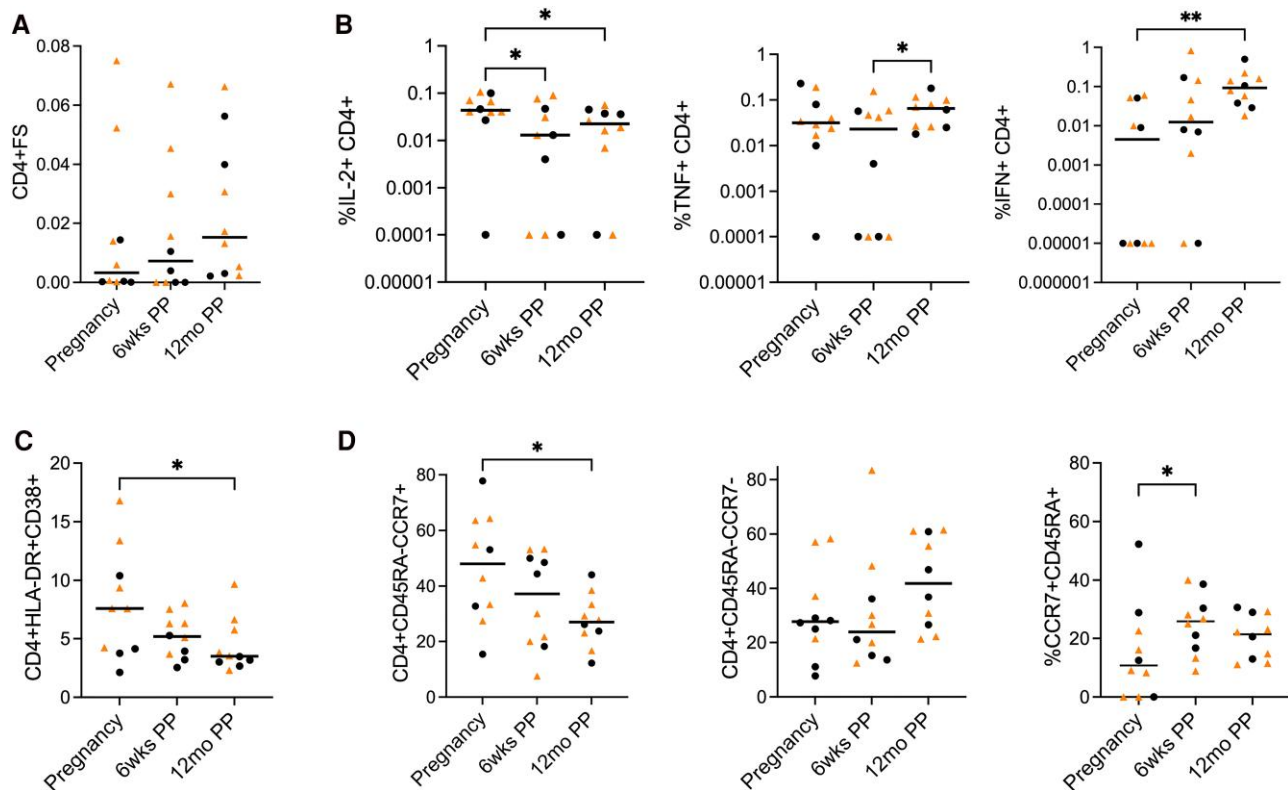 A
CD4+FS
0.08
0.06
0.04
0.02
0.00
Pregnancy
6wks PP
12mo PP
B
%IL-2+ CD4+
1
0.1
0.01
0.001
0.0001
0.00001
*
*
Pregnancy
6wks PP
12mo PP
%TNF+ CD4+
1
0.1
0.01
0.001
0.0001
0.00001
*
Pregnancy
6wks PP
12mo PP
%IFN+ CD4+
1
0.1
0.01
0.001
0.0001
0.00001
0.000001
**
Pregnancy
6wks PP
12mo PP
C
CD4+HLA-DR+CD38+
20
15
10
5
0
*
Pregnancy
6wks PP
12mo PP
D
CD4+CD45RA-CCR7+
80
60
40
20
0
*
Pregnancy
6wks PP
12mo PP
CD4+CD45RA-CCR7-
80
60
40
20
0
Pregnancy
6wks PP
12mo PP
%CCR7+CD45RA+
80
60
40
20
0
*
Pregnancy
6wks PP
12mo PP